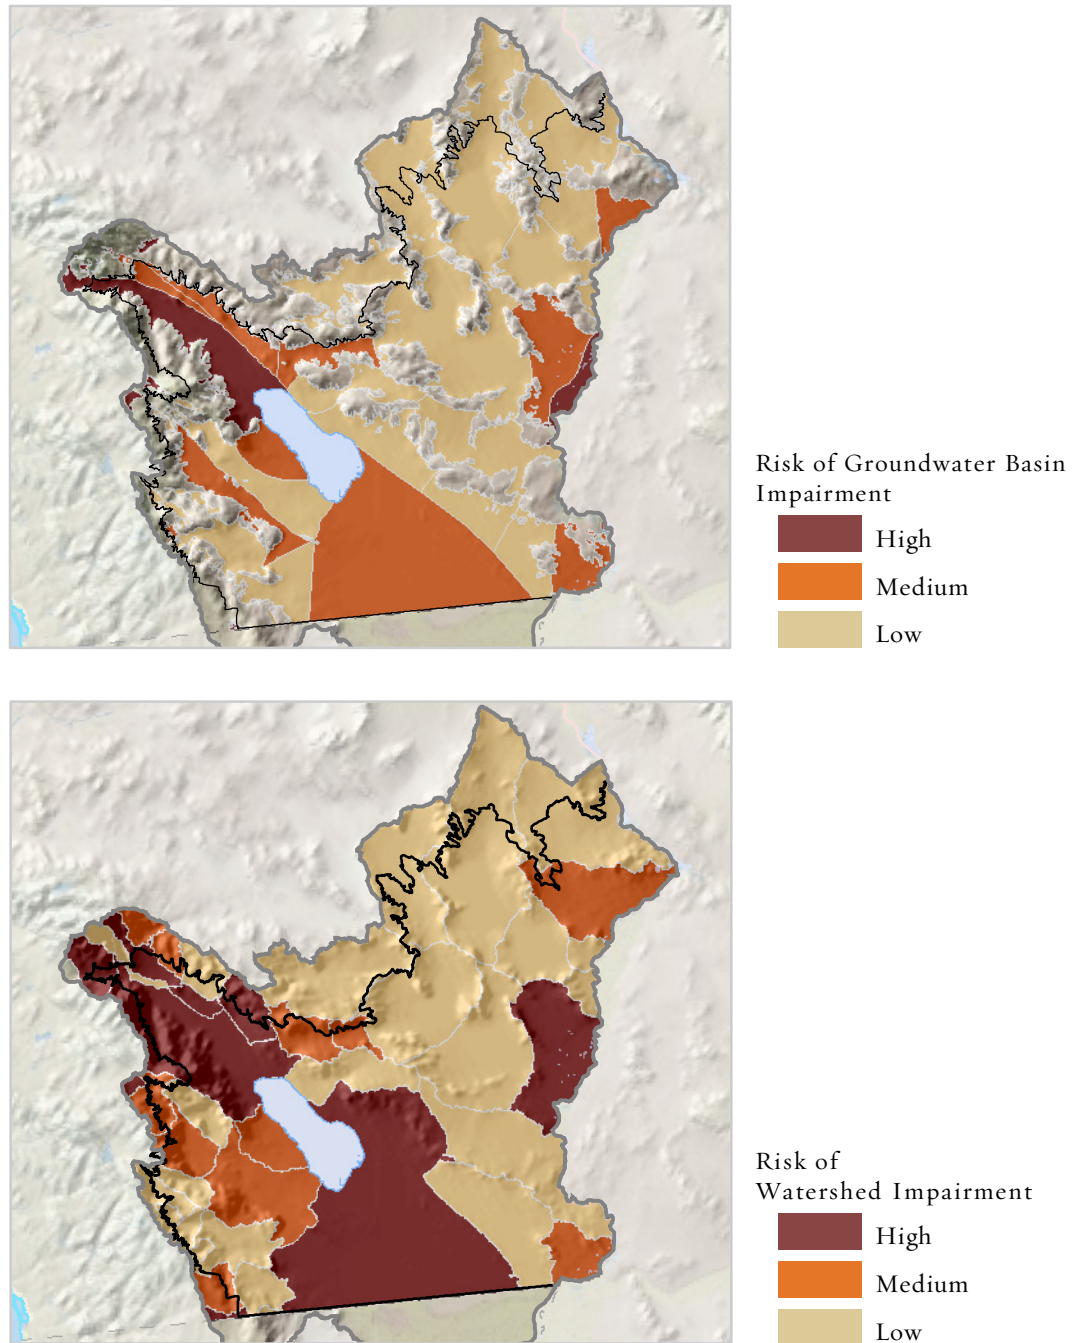 Risk of Groundwater Basin
Impairment
High
Medium
Low
Risk of
Watershed Impairment
High
Medium
Low